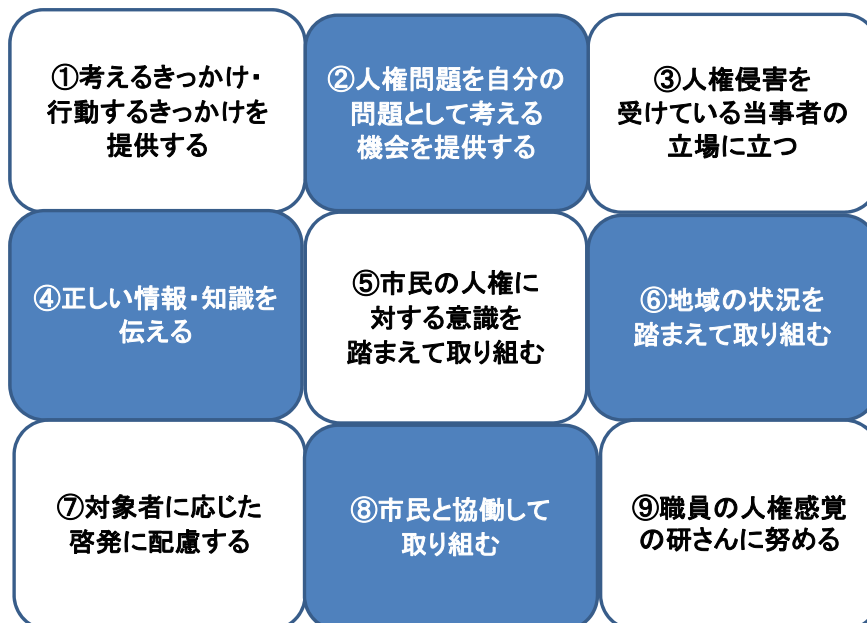 ①考えるきっかけ・
行動するきっかけを
提供する
②人権問題を自分の
問題として考える
機会を提供する
③人権侵害を
受けている当事者の
立場に立つ
④正しい情報・知識を
伝える
⑤市民の人権に
対する意識を
踏まえて取り組む
⑥地域の状況を
踏まえて取り組む
⑦対象者に応じた
啓発に配慮する
⑧市民と協働して
取り組む
⑨職員の人権感覚
の研さんに努める